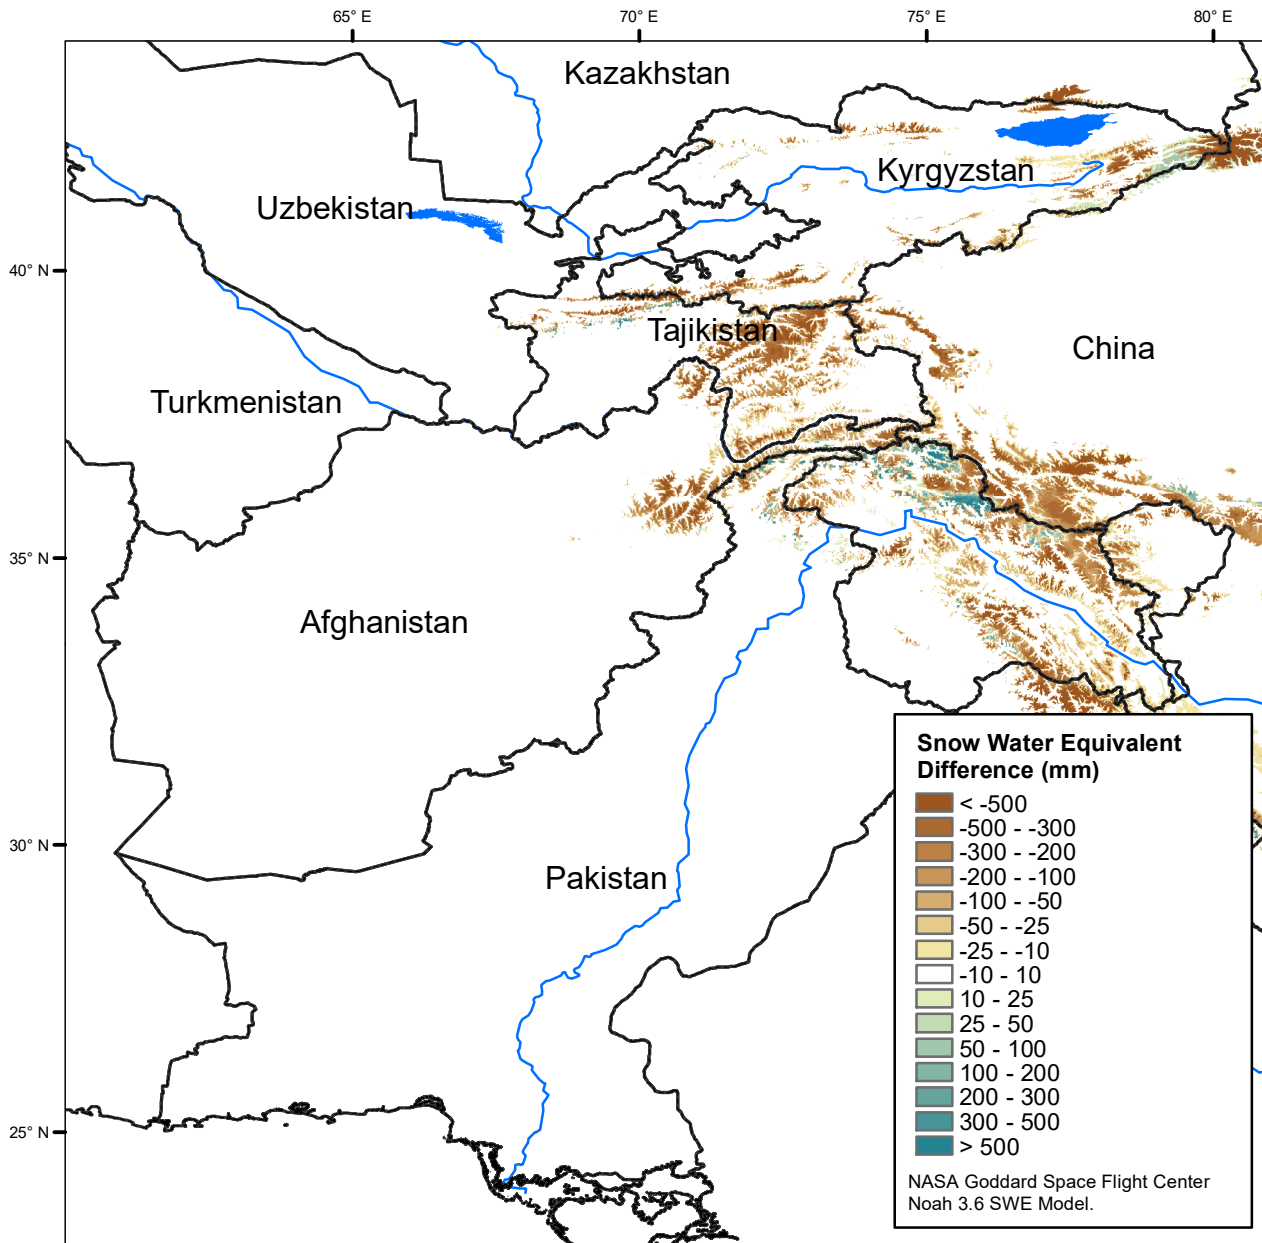 65° E
70° E
75° E
80° E
Kazakhstan
Kyrgyzstan
Uzbekistan
40° N
Tajikistan
China
Turkmenistan
35° N
Afghanistan
30° N
Pakistan
25° N
Snow Water Equivalent
Difference (mm)
< -500
-500 - -300
-300 - -200
-200 - -100
-100 - -50
-50 - -25
-25 - -10
-10 - 10
10 - 25
25 - 50
50 - 100
100 - 200
200 - 300
300 - 500
> 500
NASA Goddard Space Flight Center
Noah 3.6 SWE Model.